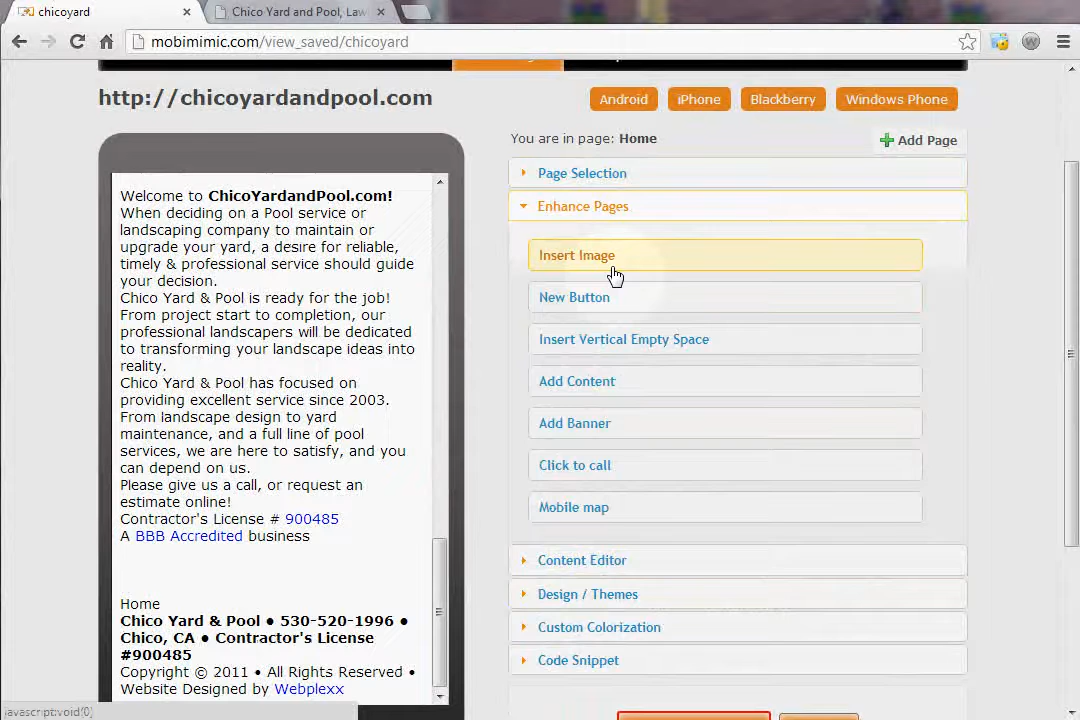 chicoyard
Chico Yard and Pool, Law
mobimimic.com/view_saved/chicoyard
http://chicoyardandpool.com
Android
iPhone
Blackberry
Windows Phone
You are in page: Home
Add Page
Page Selection
Enhance Pages
Insert Image
New Button
Insert Vertical Empty Space
Add Content
Add Banner
Click to call
Mobile map
Content Editor
Design / Themes
Custom Colorization
Code Snippet
Welcome to ChicoYardandPool.com!
When deciding on a Pool service or
landscaping company to maintain or
upgrade your yard, a desire for reliable,
timely & professional service should guide
your decision.
Chico Yard & Pool is ready for the job!
From project start to completion, our
professional landscapers will be dedicated
to transforming your landscape ideas into
reality.
Chico Yard & Pool has focused on
providing excellent service since 2003.
From landscape design to yard
maintenance, and a full line of pool
services, we are here to satisfy, and you
can depend on us.
Please give us a call, or request an
estimate online!
Contractor's License # 900485
A BBB Accredited business
Home
Chico Yard & Pool ● 530-520-1996 ●
Chico, CA ● Contractor's License
#900485
Copyright © 2011 • All Rights Reserved •
Website Designed by Webplexx
javascript:void(0)